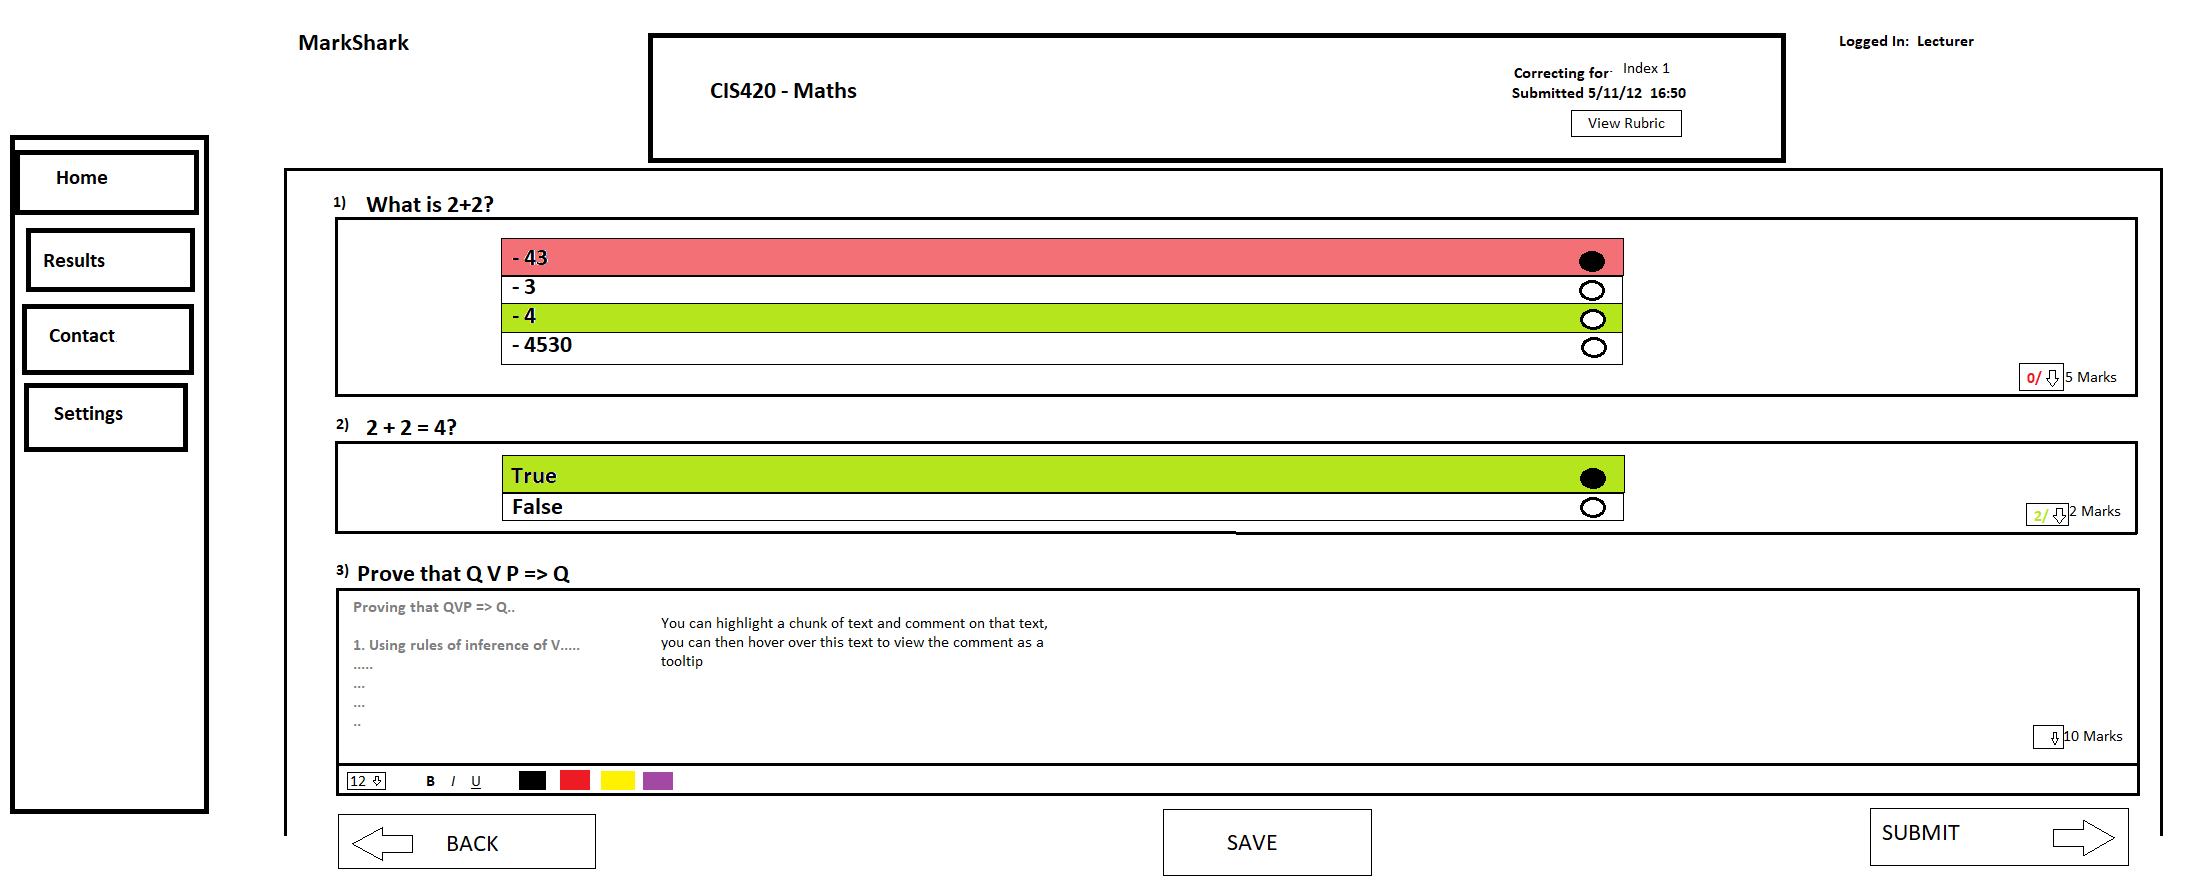 MarkShark
Logged In: Lecturer
CIS420 - Maths
Correcting for- Index 1
Submitted 5/11/12 16:50
View Rubric
Home
Results
Contact
Settings
1) What is 2+2?
- 43
- 3
- 4
- 4530
0/ 5 Marks
2) 2 + 2 = 4?
True
False
2/ 2 Marks
3) Prove that Q V P => Q
Proving that QVP => Q..
1. Using rules of inference of V.....
.....
...
...
..
You can highlight a chunk of text and comment on that text,
you can then hover over this text to view the comment as a
tooltip
10 Marks
12 B I U
BACK
SAVE
SUBMIT